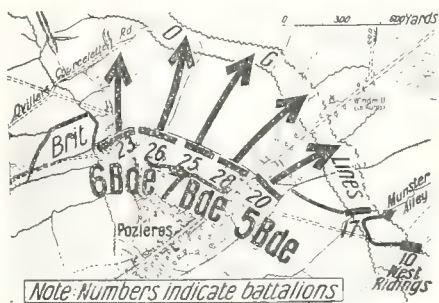 0 300 600 Yards
Ovillers Courcelette Rd
O
G
Lines
Windmill
Brit
23
26
25
28
20
6 Bde
7 Bde
5 Bde
Pozieres
17
Munster
Alley
10
West
Ridings
Note: Numbers indicate battalions